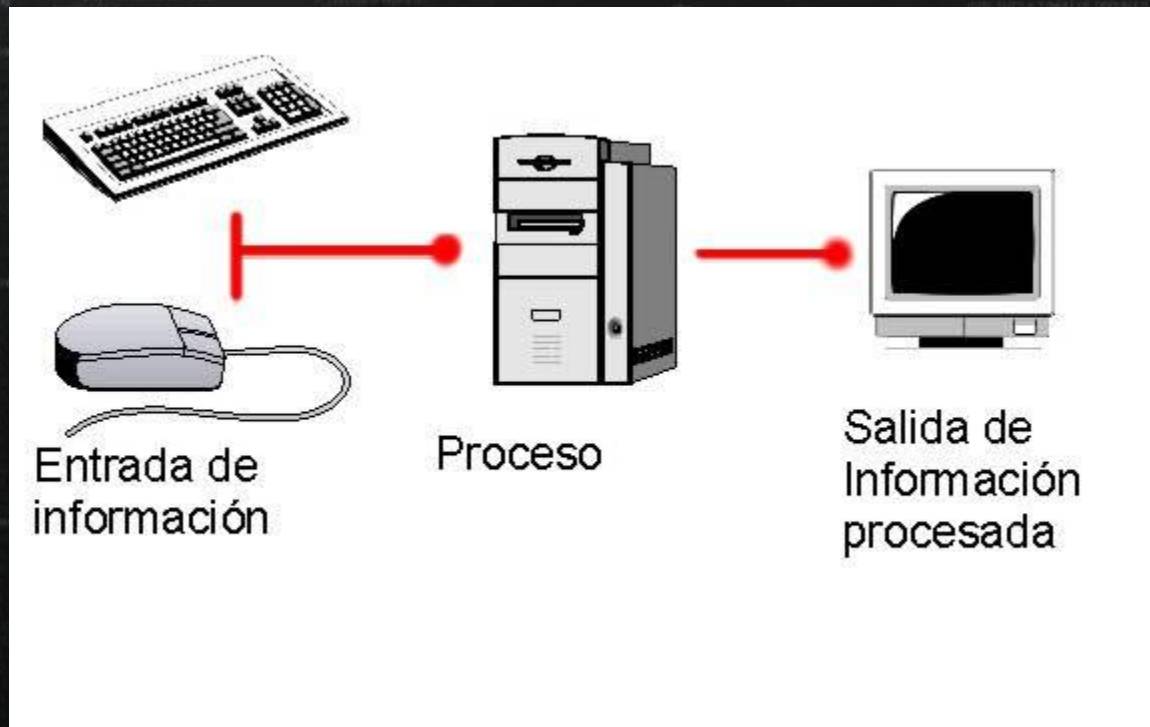 Entrada de
información
Proceso
Salida de
Información
procesada